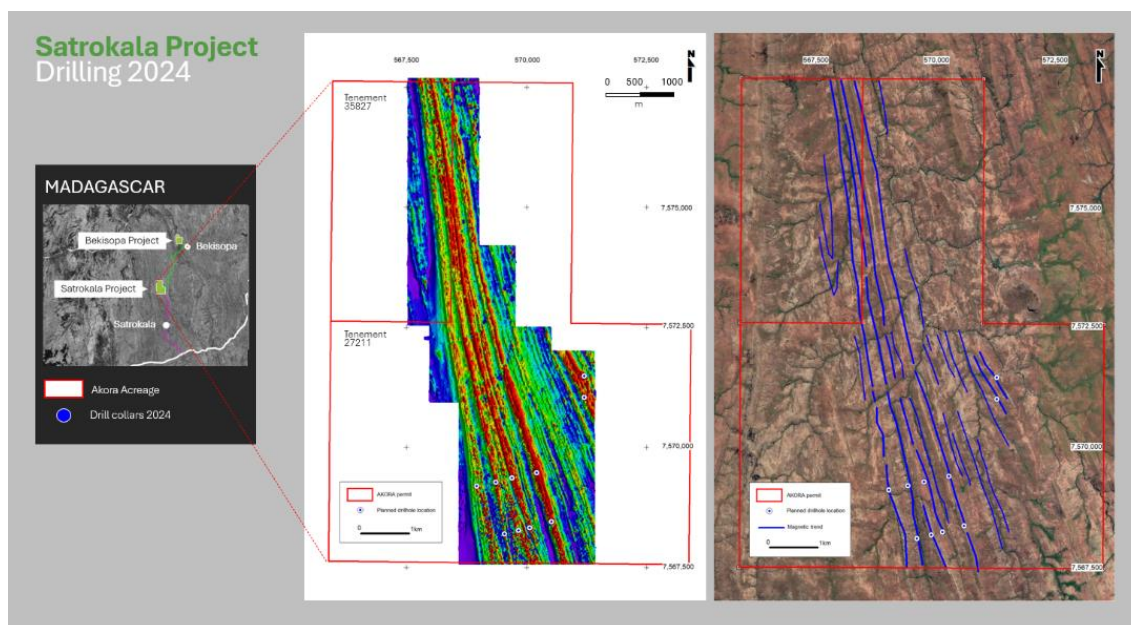 Satrokala Project
Drilling 2024
MADAGASCAR
Bekisopa Project
Bekisopa
Satrokala Project
Satrokala
Akora Acreage
Drill collars 2024
567,500
570,000
572,500
N
0 500 1000
m
Tenement
35827
7,575,000
7,572,500
Tenement
27211
7,570,000
AKORA permit
Planned drillhole location
0 1km
7,567,500
567,500
570,000
572,500
N
7,575,000
7,572,500
7,570,000
AKORA permit
Planned drillhole location
Magnetic trend
0 1km
7,567,500